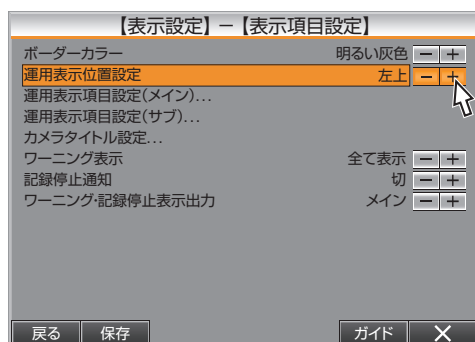 【表示設定】－【表示項目設定】
ボーダーカラー 明るい灰色 － ＋
運用表示位置設定 左上 － ＋
運用表示項目設定(メイン)...
運用表示項目設定(サブ)...
カメラタイトル設定...
ワーニング表示 全て表示 － ＋
記録停止通知 切 － ＋
ワーニング・記録停止表示出力 メイン － ＋
戻る 保存 ガイド ✕